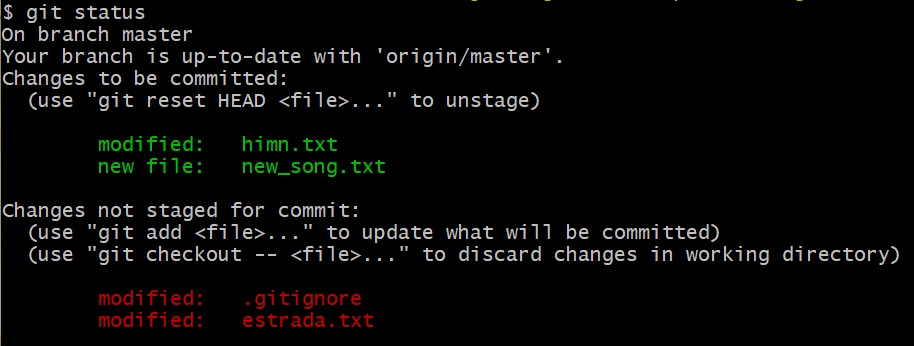 $ git status
On branch master
Your branch is up-to-date with 'origin/master'.
Changes to be committed:
  (use "git reset HEAD <file>..." to unstage)

        modified:   himn.txt
        new file:   new_song.txt

Changes not staged for commit:
  (use "git add <file>..." to update what will be committed)
  (use "git checkout -- <file>..." to discard changes in working directory)

        modified:   .gitignore
        modified:   estrada.txt